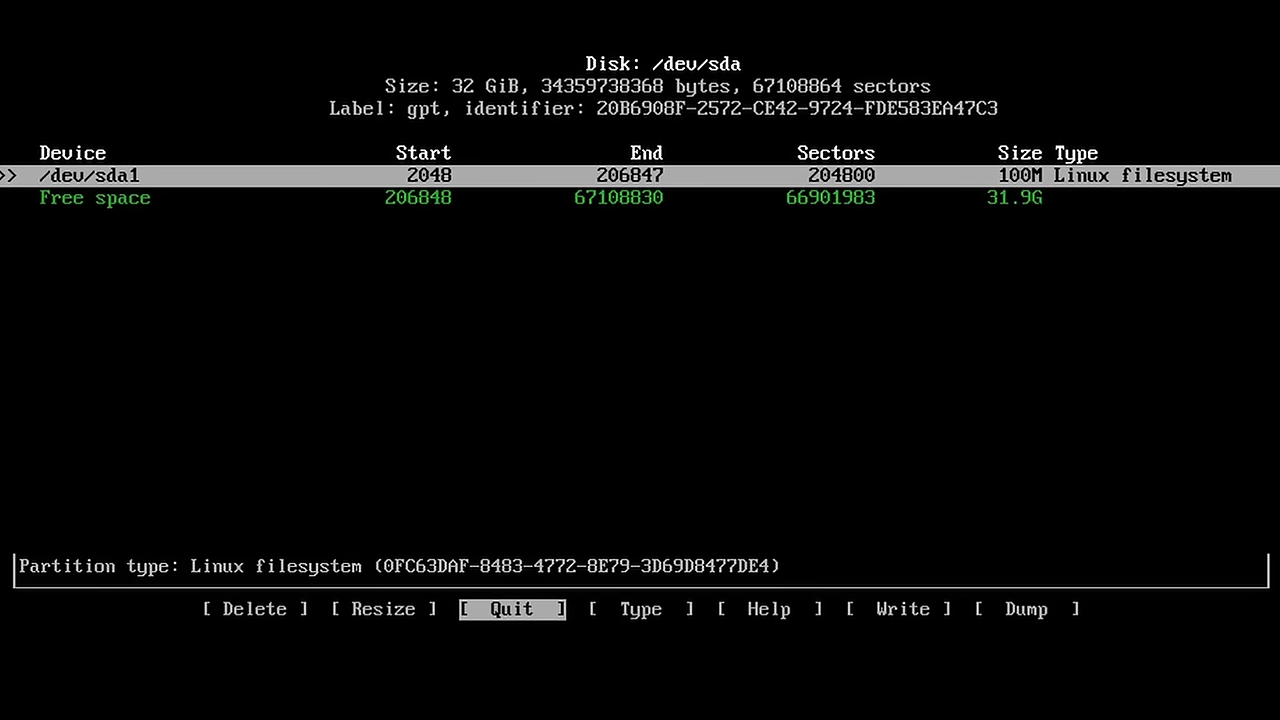 Disk: /dev/sda
Size: 32 GiB, 34359738368 bytes, 67108864 sectors
Label: gpt, identifier: 20B6908F-2572-CE42-9724-FDE583EA47C3
Device Start End Sectors Size Type
>> /dev/sda1 2048 206847 204800 100M Linux filesystem
Free space 206848 67108830 66901983 31.9G
Partition type: Linux filesystem (0FC63DAF-8483-4772-8E79-3D69D8477DE4)
[ Delete ] [ Resize ] [ Quit ] [ Type ] [ Help ] [ Write ] [ Dump ]